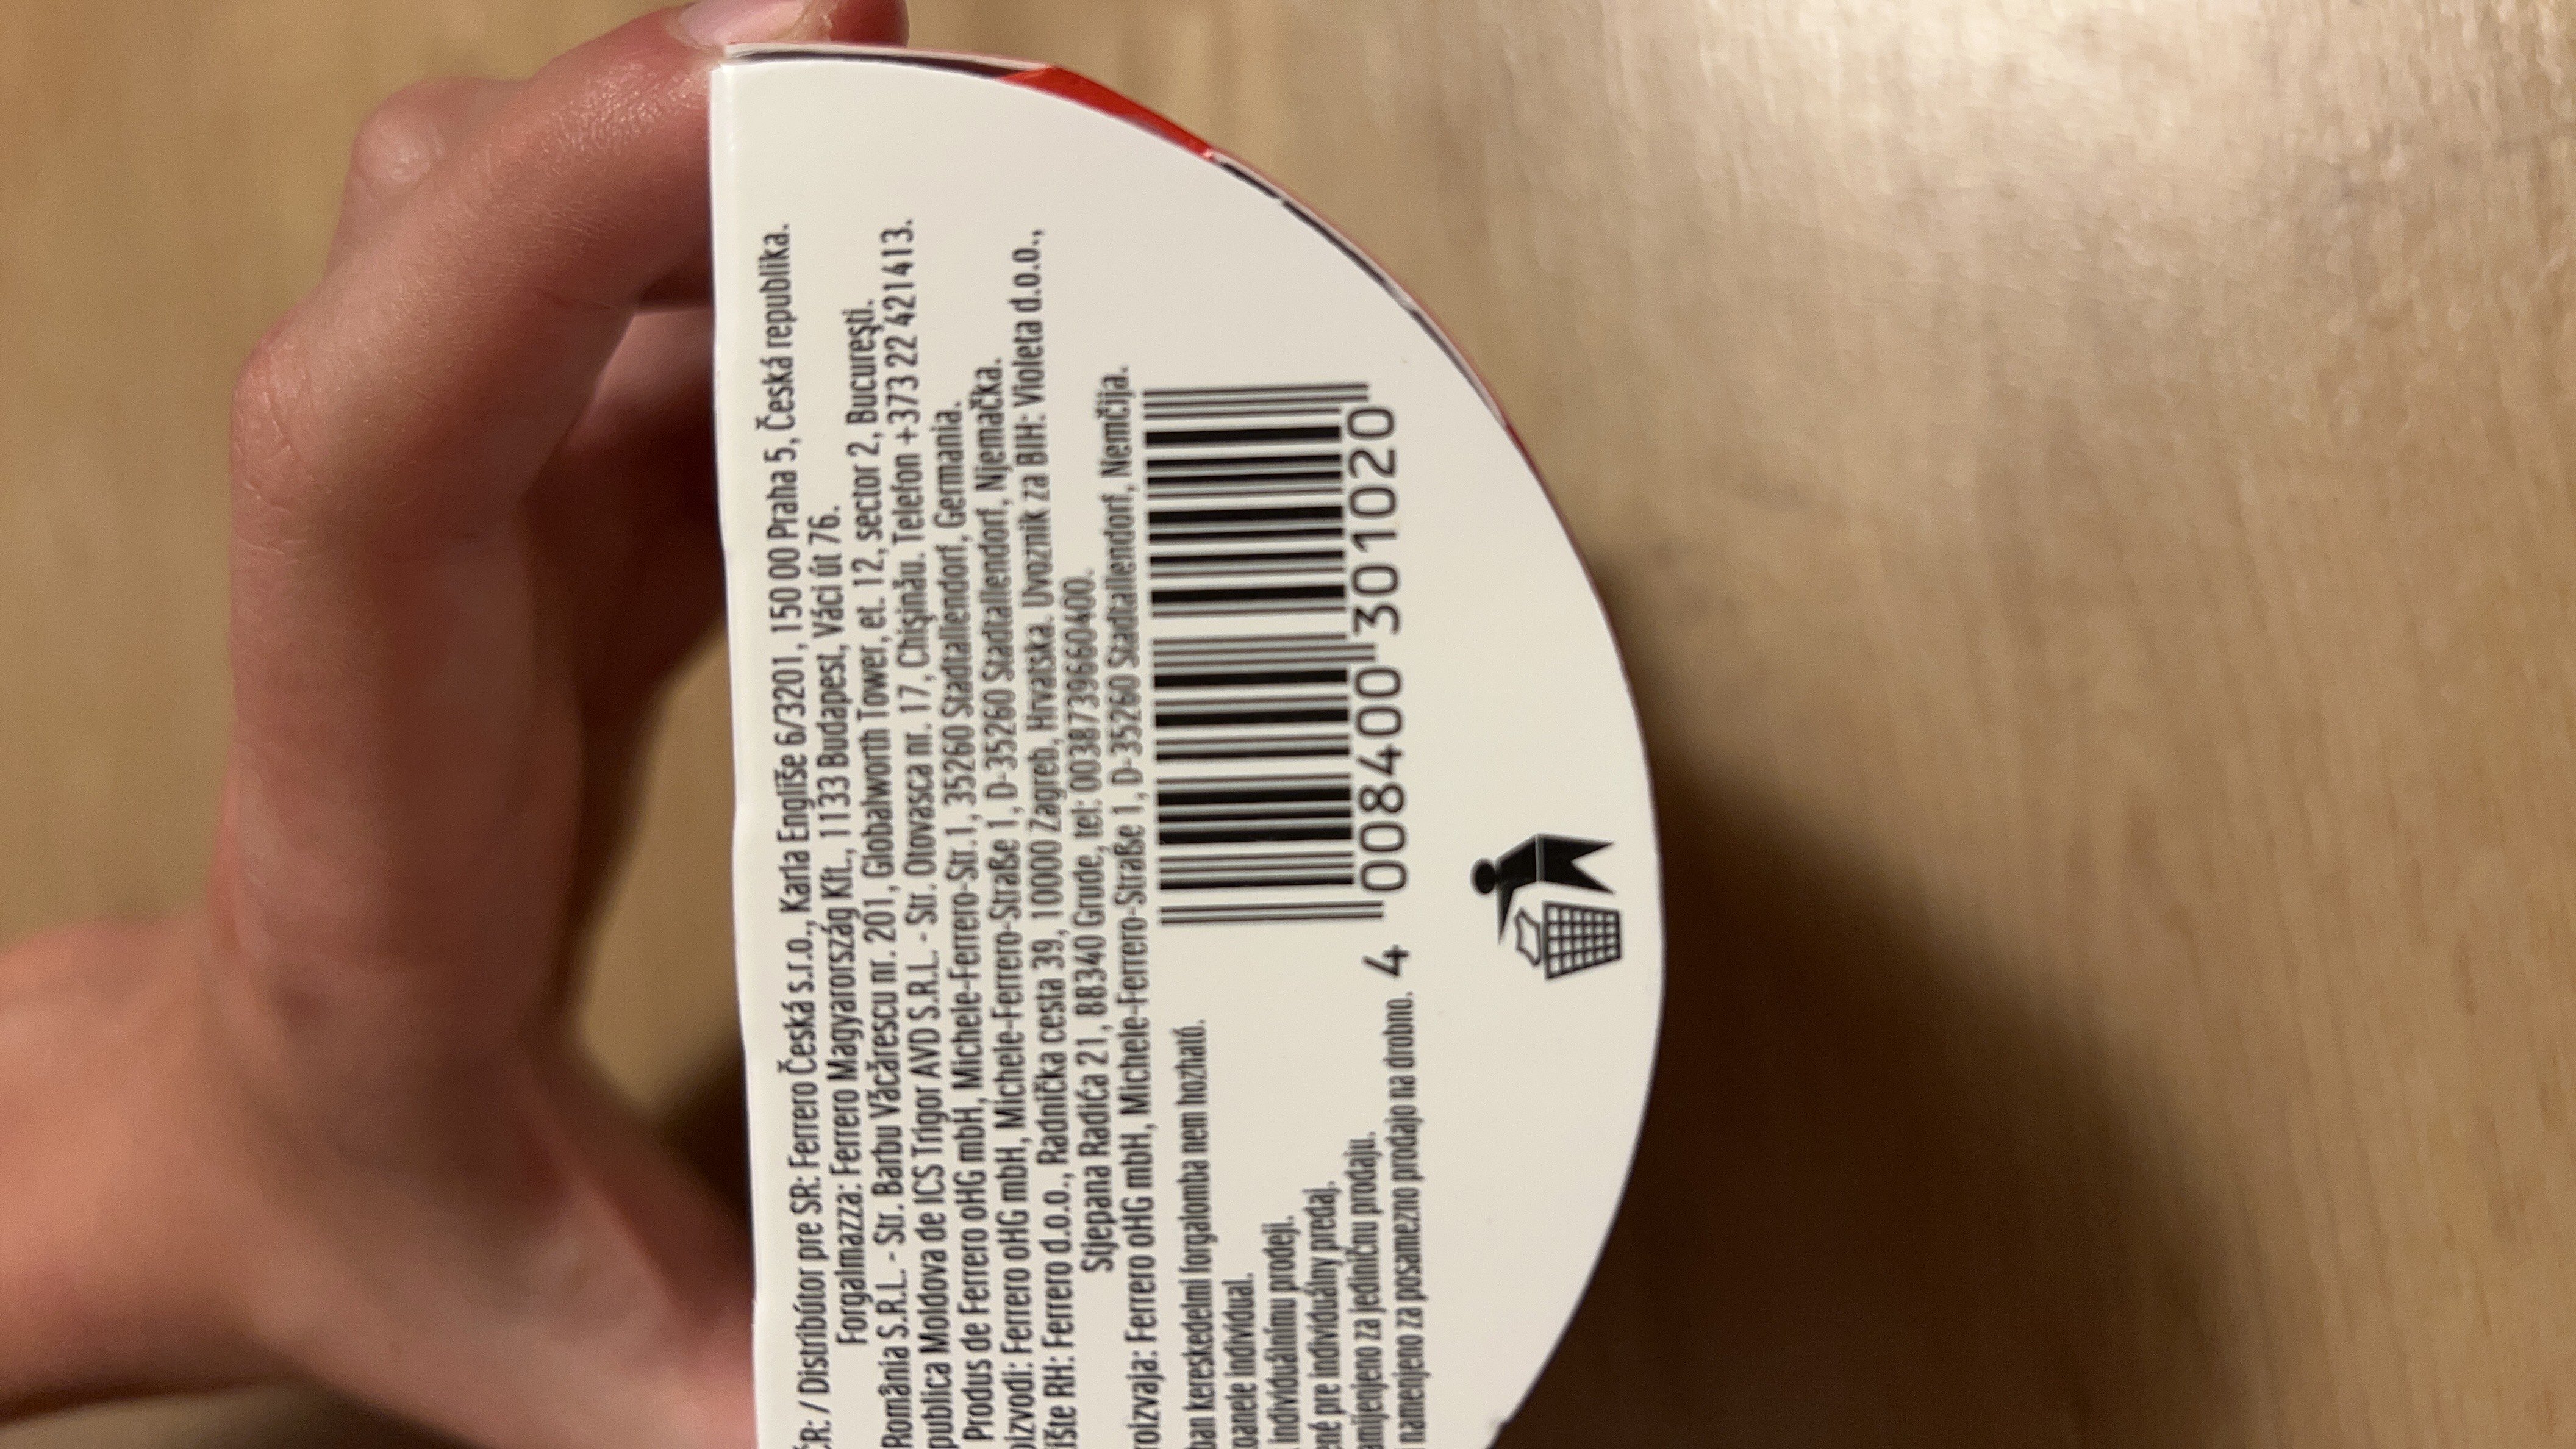 ČR: / Distribútor pre SR: Ferrero Česká s.r.o., Karla Engliše 6/3201, 150 00 Praha 5, Česká republika.
Forgalmazza: Ferrero Magyarország Kft., 1133 Budapest, Váci út 76.
România S.R.L. - Str. Barbu Văcărescu nr. 201, Globalworth Tower, et. 12, sector 2, Bucureşti.
publica Moldova de ICS Trigor AVD S.R.L. - Str. Otovasca nr. 17, Chişinău. Telefon +373 22 421413.
Produs de Ferrero oHG mbH, Michele-Ferrero-Str.1, 35260 Stadtallendorf, Germania.
oizvodi: Ferrero oHG mbH, Michele-Ferrero-Straße 1, D-35260 Stadtallendorf, Njemačka.
ište RH: Ferrero d.o.o., Radnička cesta 39, 10000 Zagreb, Hrvatska. Uvoznik za BIH: Violeta d.o.o.,
Stjepana Radića 21, 88340 Grude, tel: 0038739660400.
roizvaja: Ferrero oHG mbH, Michele-Ferrero-Straße 1, D-35260 Stadtallendorf, Nemčija.
ban kereskedelmi forgalomba nem hozható.
oanele individual.
individuálnímu prodeji.
ené pre individuálny predaj.
amijenjeno za jediničnu prodaju.
namenjeno za posamezno prodajo na drobno.
4 008400 301020